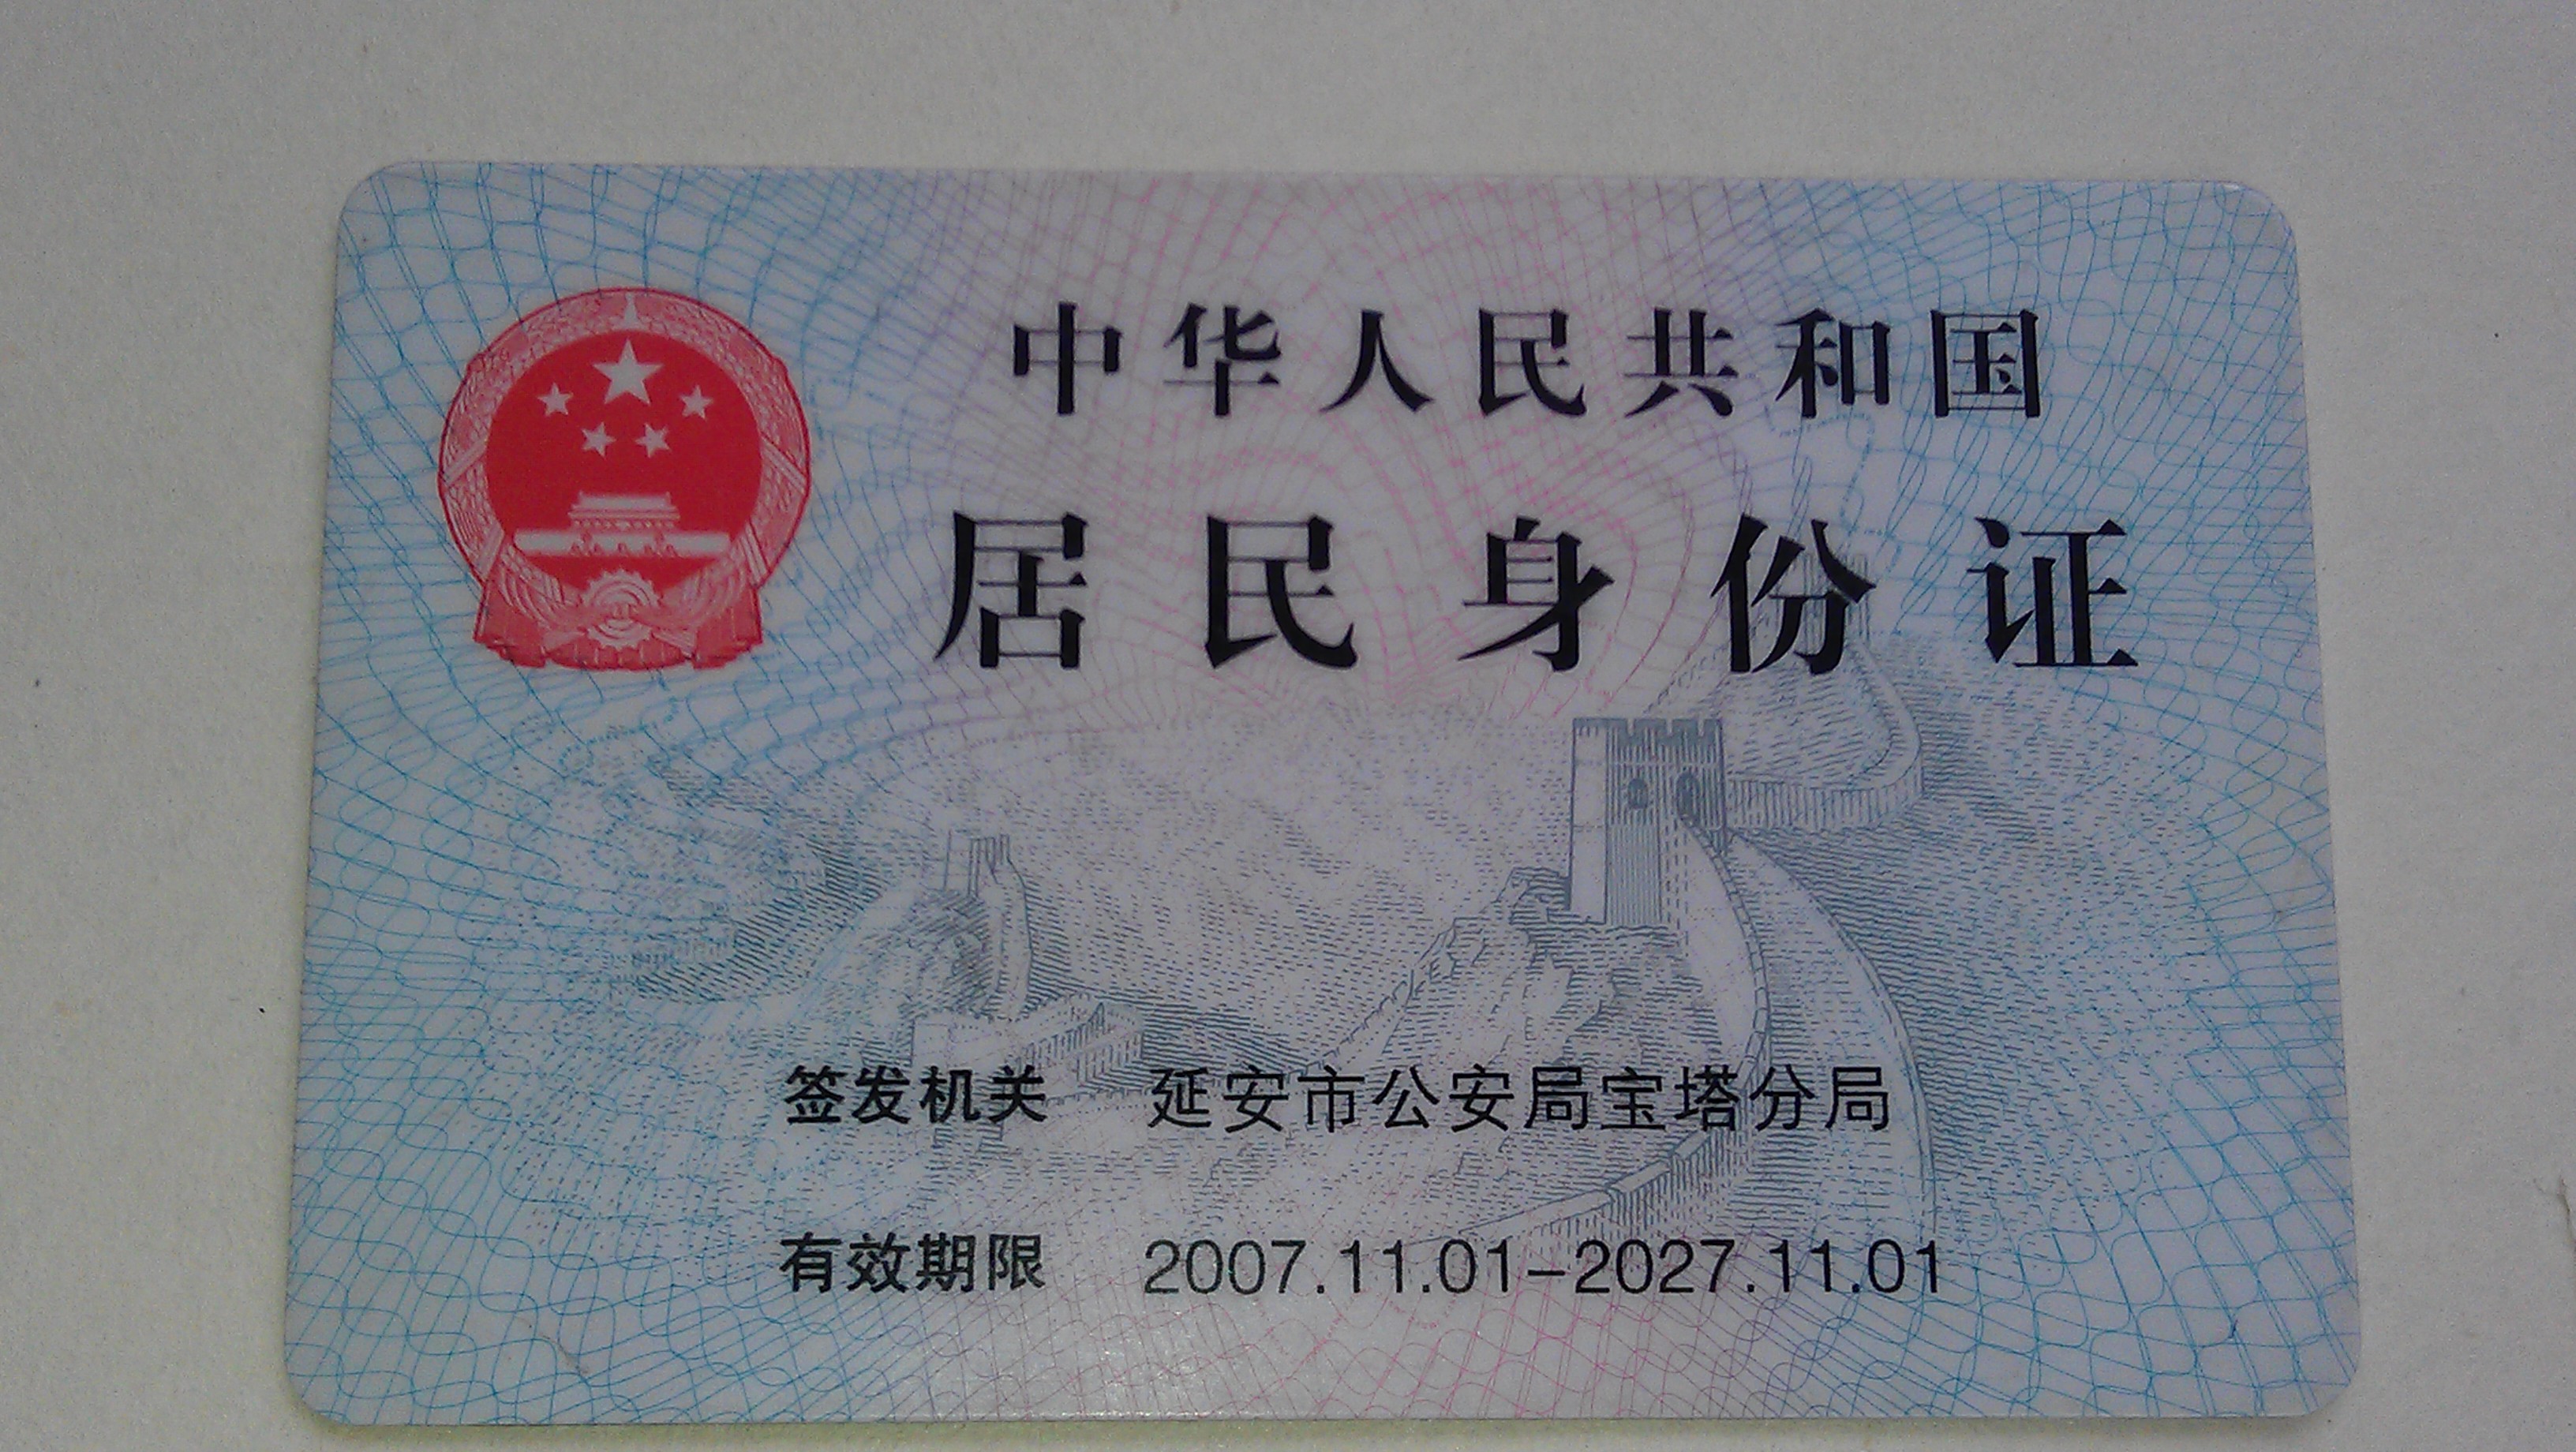 中华人民共和国
居民身份证
签发机关 延安市公安局宝塔分局
有效期限 2007.11.01-2027.11.01